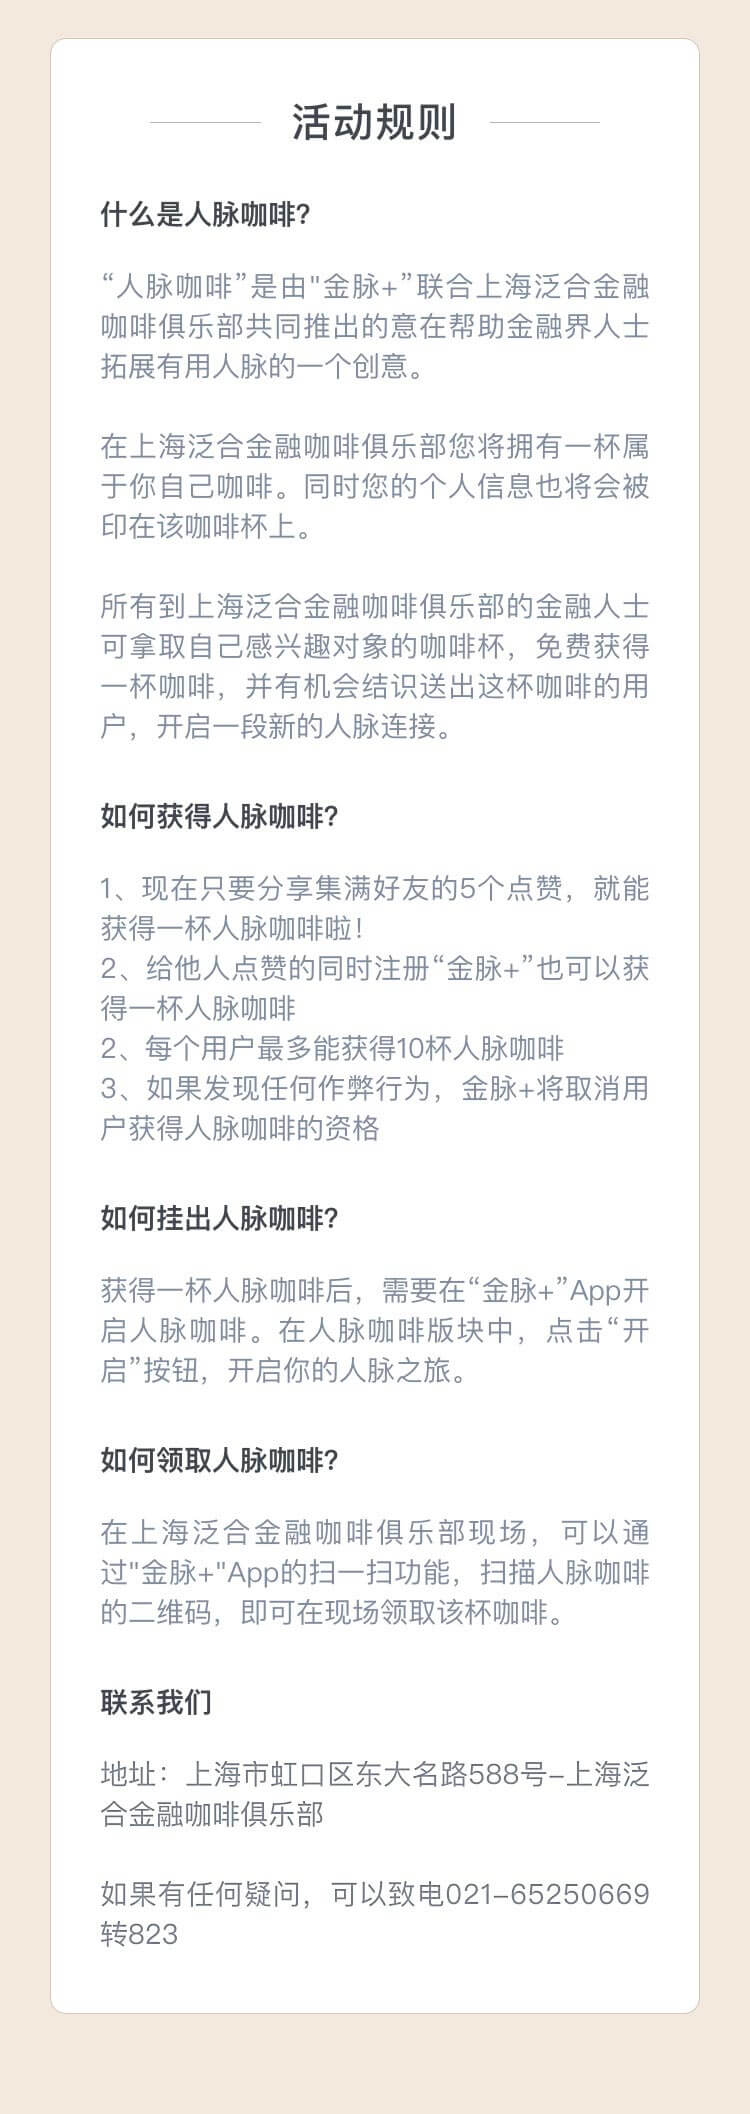 活动规则
什么是人脉咖啡?
“人脉咖啡”是由"金脉+”联合上海泛合金融
咖啡俱乐部共同推出的意在帮助金融界人士
拓展有用人脉的一个创意。
在上海泛合金融咖啡俱乐部您将拥有一杯属
于你自己咖啡。同时您的个人信息也将会被
印在该咖啡杯上。
所有到上海泛合金融咖啡俱乐部的金融人士
可拿取自己感兴趣对象的咖啡杯，免费获得
一杯咖啡，并有机会结识送出这杯咖啡的用
户，开启一段新的人脉连接。
如何获得人脉咖啡?
1、现在只要分享集满好友的5个点赞，就能
获得一杯人脉咖啡啦！
2、给他人点赞的同时注册“金脉+”也可以获
得一杯人脉咖啡
2、每个用户最多能获得10杯人脉咖啡
3、如果发现任何作弊行为，金脉+将取消用
户获得人脉咖啡的资格
如何挂出人脉咖啡?
获得一杯人脉咖啡后，需要在“金脉+”App开
启人脉咖啡。在人脉咖啡版块中，点击“开
启”按钮，开启你的人脉之旅。
如何领取人脉咖啡?
在上海泛合金融咖啡俱乐部现场，可以通
过"金脉+"App的扫一扫功能，扫描人脉咖啡
的二维码，即可在现场领取该杯咖啡。
联系我们
地址：上海市虹口区东大名路588号–上海泛
合金融咖啡俱乐部
如果有任何疑问，可以致电021–65250669
转823